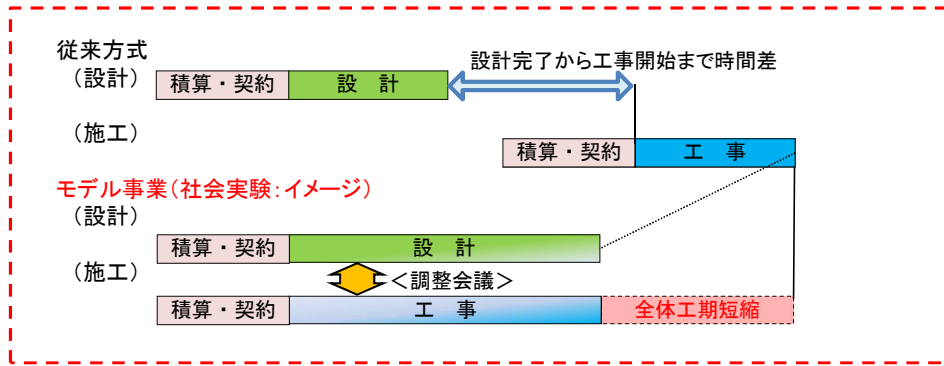 従来方式
設計完了から工事開始まで時間差
（設計）
積算・契約
設 計
（施工）
積算・契約
工 事
モデル事業（社会実験：イメージ）
（設計）
積算・契約
設 計
（施工）
＜調整会議＞
積算・契約
工 事
全体工期短縮